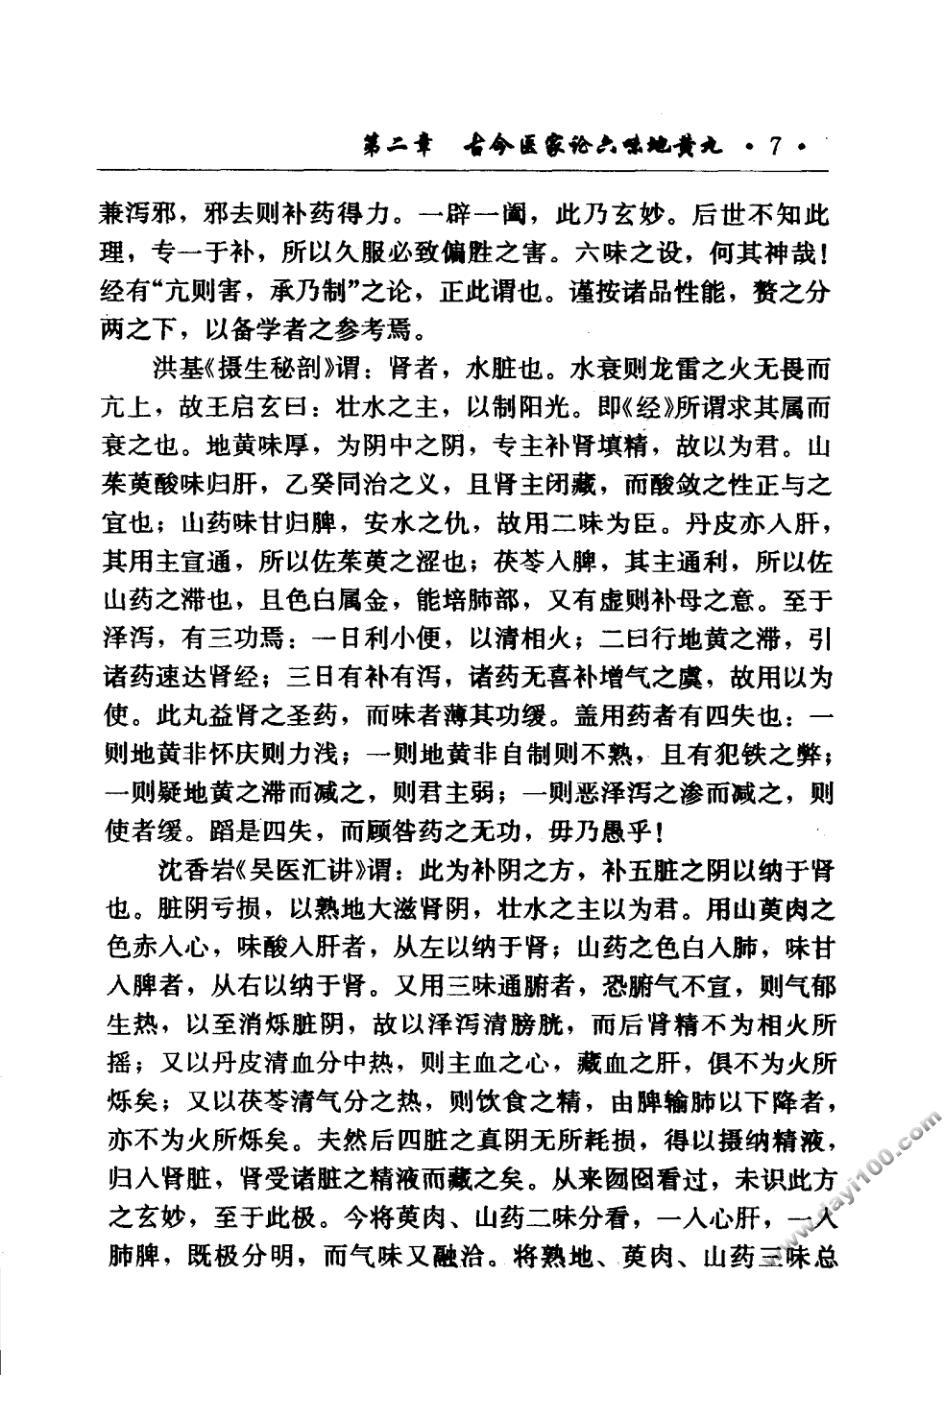 第二章 古今医家论六味地黄丸 · 7 ·
兼泻邪，邪去则补药得力。一辟一阖，此乃玄妙。后世不知此
理，专一于补，所以久服必致偏胜之害。六味之设，何其神哉！
经有“亢则害，承乃制”之论，正此谓也。谨按诸品性能，赘之分
两之下，以备学者之参考焉。
洪基《摄生秘剖》谓：肾者，水脏也。水衰则龙雷之火无畏而
亢上，故王启玄曰：壮水之主，以制阳光。即《经》所谓求其属而
衰之也。地黄味厚，为阴中之阴，专主补肾填精，故以为君。山
茱萸酸味归肝，乙癸同治之义，且肾主闭藏，而酸敛之性正与之
宜也；山药味甘归脾，安水之仇，故用二味为臣。丹皮亦入肝，
其用主宣通，所以佐茱萸之涩也；茯苓入脾，其主通利，所以佐
山药之滞也，且色白属金，能培肺部，又有虚则补母之意。至于
泽泻，有三功焉：一日利小便，以清相火；二曰行地黄之滞，引
诸药速达肾经；三日有补有泻，诸药无喜补增气之虞，故用以为
使。此丸益肾之圣药，而味者薄其功缓。盖用药者有四失也：一
则地黄非怀庆则力浅；一则地黄非自制则不熟，且有犯铁之弊；
一则疑地黄之滞而减之，则君主弱；一则恶泽泻之渗而减之，则
使者缓。蹈是四失，而顾咎药之无功，毋乃愚乎！
沈香岩《吴医汇讲》谓：此为补阴之方，补五脏之阴以纳于肾
也。脏阴亏损，以熟地大滋肾阴，壮水之主以为君。用山萸肉之
色赤入心，味酸入肝者，从左以纳于肾；山药之色白入肺，味甘
入脾者，从右以纳于肾。又用三味通腑者，恐腑气不宣，则气郁
生热，以至消烁脏阴，故以泽泻清膀胱，而后肾精不为相火所
摇；又以丹皮清血分中热，则主血之心，藏血之肝，俱不为火所
烁矣；又以茯苓清气分之热，则饮食之精，由脾输肺以下降者，
亦不为火所烁矣。夫然后四脏之真阴无所耗损，得以摄纳精液，
归入肾脏，肾受诸脏之精液而藏之矣。从来囫囵看过，未识此方
之玄妙，至于此极。今将萸肉、山药二味分看，一入心肝，一入
肺脾，既极分明，而气味又融洽。将熟地、萸肉、山药三味总
www.dayi100.com